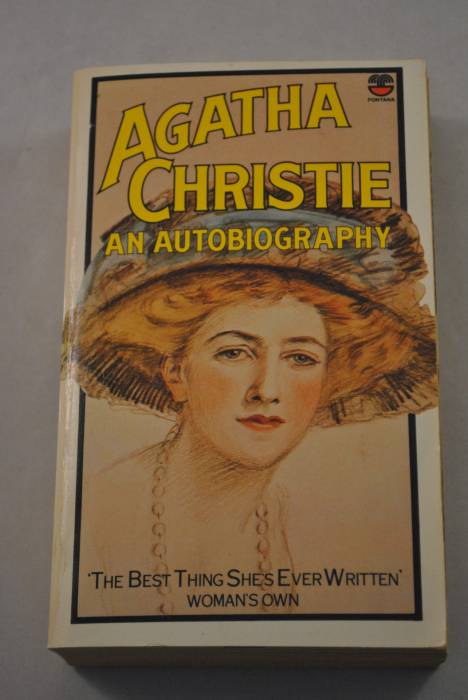 FONTANA
AGATHA
CHRISTIE
AN AUTOBIOGRAPHY
'THE BEST THING SHE'S EVER WRITTEN'
WOMAN'S OWN